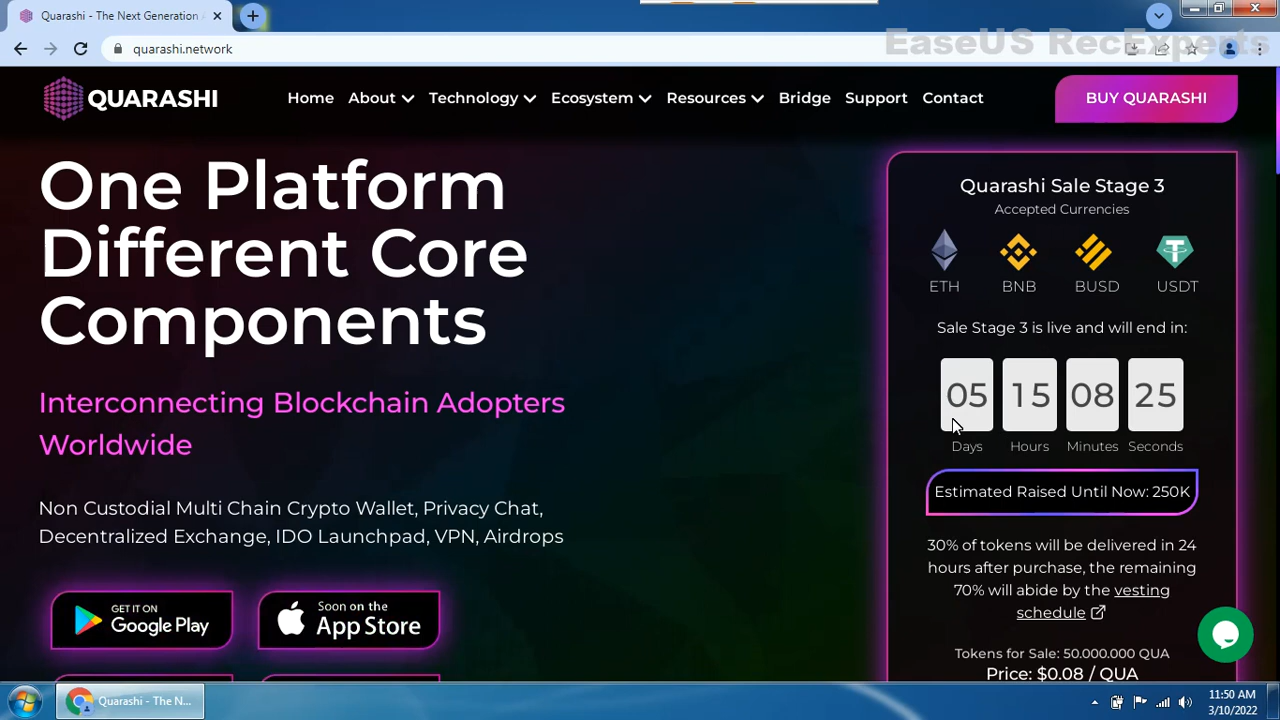 Quarashi - The Next Generation
EaseUS RecExperts
quarashi.network
QUARASHI
Home About Technology Ecosystem Resources Bridge Support Contact
BUY QUARASHI
One Platform
Different Core
Components
Interconnecting Blockchain Adopters
Worldwide
Non Custodial Multi Chain Crypto Wallet, Privacy Chat,
Decentralized Exchange, IDO Launchpad, VPN, Airdrops
GET IT ON
Google Play
Soon on the
App Store
Quarashi Sale Stage 3
Accepted Currencies
ETH BNB BUSD USDT
Sale Stage 3 is live and will end in:
05 15 08 25
Days Hours Minutes Seconds
Estimated Raised Until Now: 250K
30% of tokens will be delivered in 24
hours after purchase, the remaining
70% will abide by the vesting
schedule
Tokens for Sale: 50.000.000 QUA
Price: $0.08 / QUA
Quarashi - The N...
11:50 AM
3/10/2022